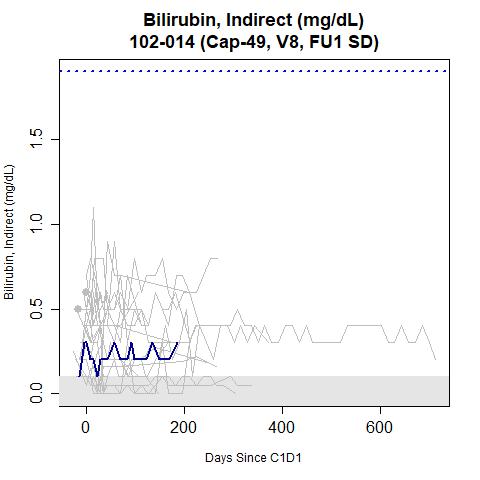 Bilirubin, Indirect (mg/dL)
102-014 (Cap-49, V8, FU1 SD)
Bilirubin, Indirect (mg/dL)
1.5
1.0
0.5
0.0
0
200
400
600
Days Since C1D1